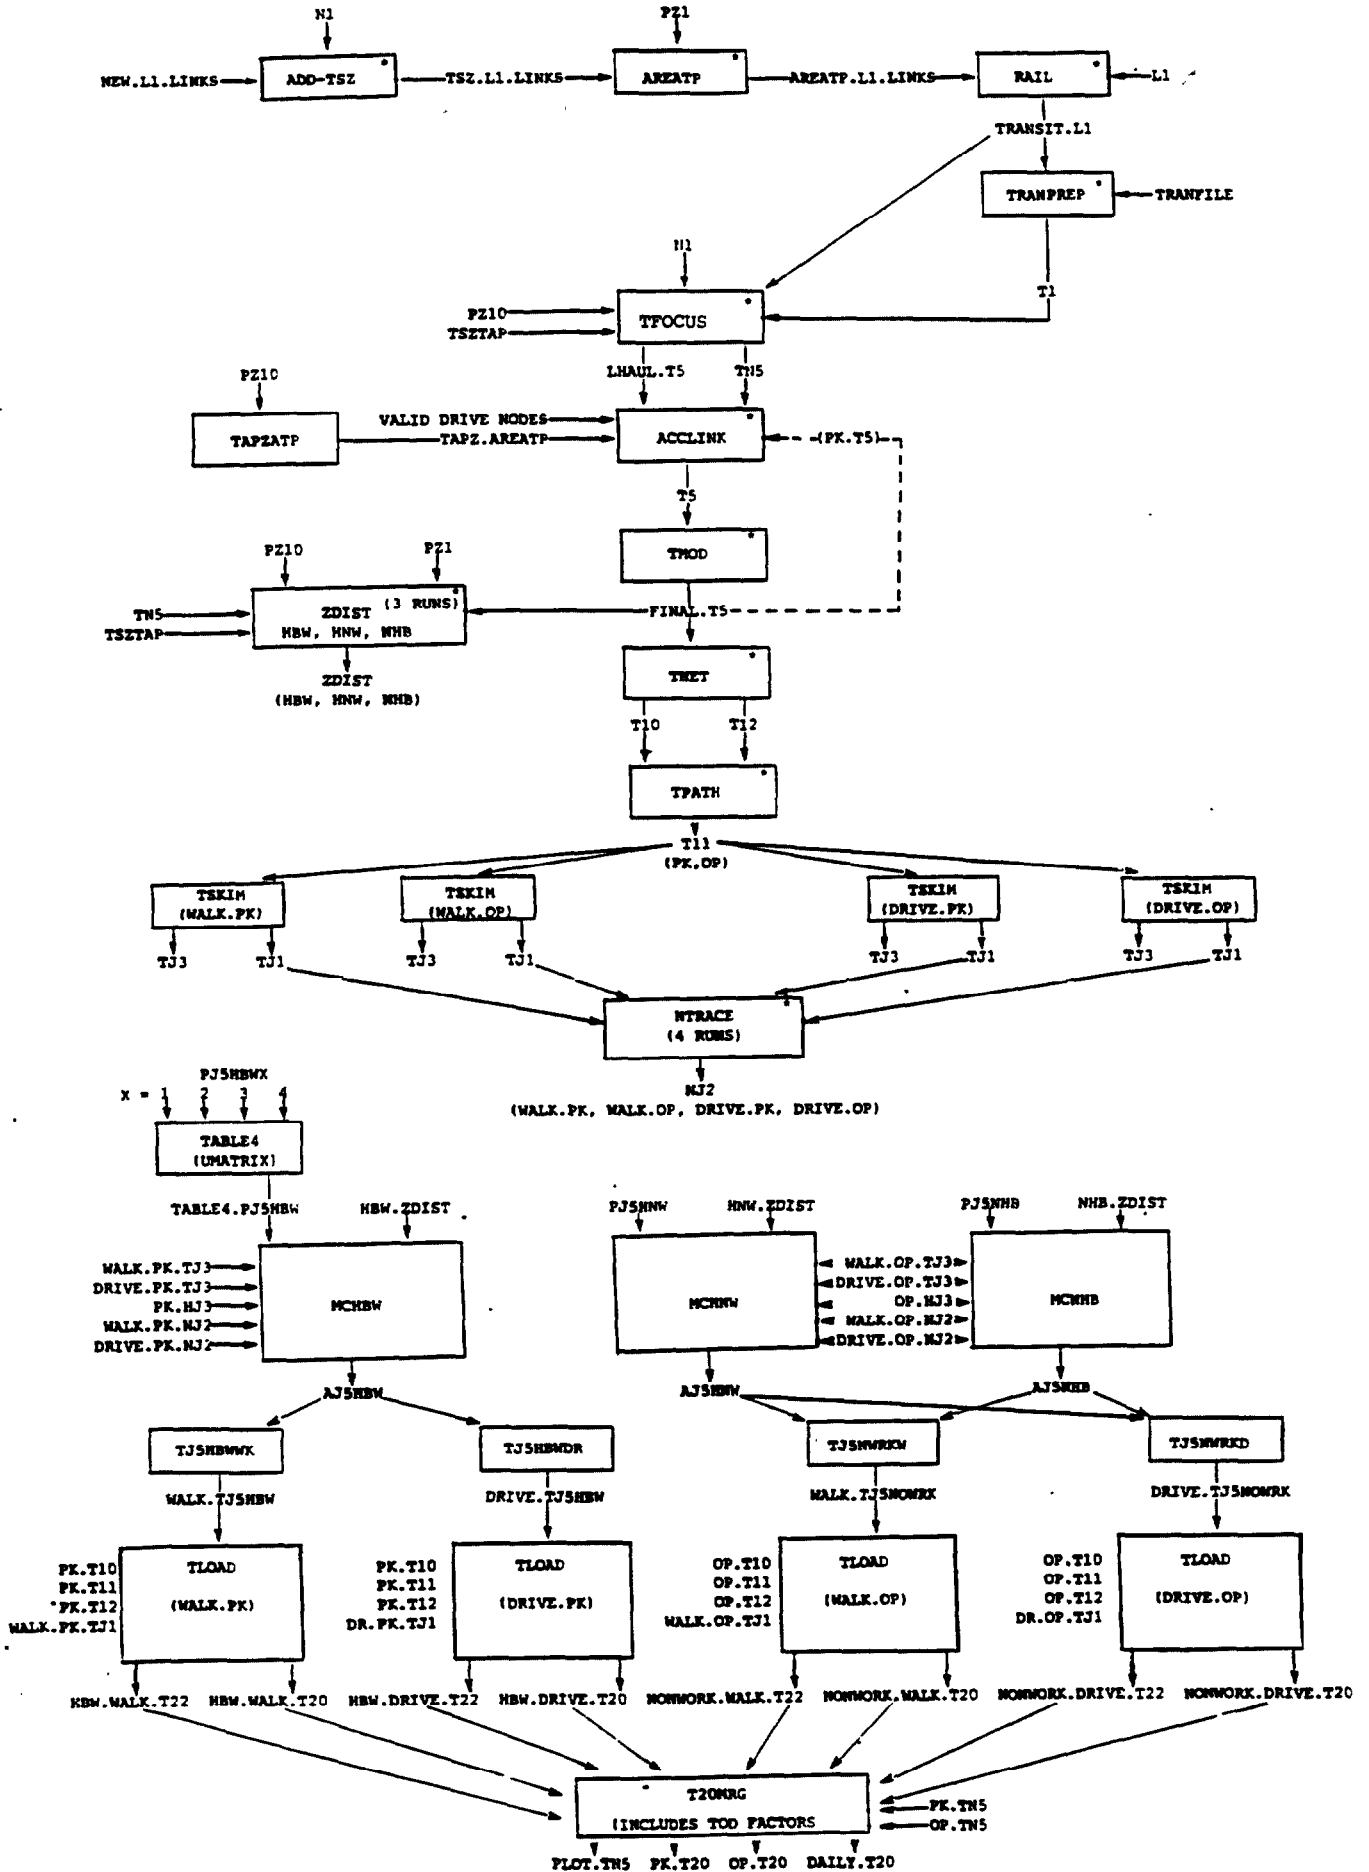 N1
PZ1
NEW.L1.LINKS
ADD-TSZ *
TSZ.L1.LINKS
AREATP *
AREATP.L1.LINKS
RAIL *
L1
TRANSIT.L1
TRANPREP *
TRANFILE
N1
T1
PZ10
TSZTAP
TFOCUS *
LHAUL.T5
TN5
PZ10
TAPZATP
VALID DRIVE NODES
TAPZ.AREATP
ACCLINK *
(PK.T5)
T5
TMOD *
PZ10
PZ1
TN5
TSZTAP
ZDIST (3 RUNS) *
HBW, HNW, NHB
FINAL.T5
ZDIST
(HBW, HNW, NHB)
TNET *
T10
T12
TPATH *
T11
(PK.OP)
TSKIM
(WALK.PK)
TSKIM
(WALK.OP)
TSKIM
(DRIVE.PK)
TSKIM
(DRIVE.OP)
TJ3
TJ1
TJ3
TJ1
TJ3
TJ1
TJ3
TJ1
NTRACE *
(4 RUNS)
NJ2
(WALK.PK, WALK.OP, DRIVE.PK, DRIVE.OP)
PJ5HBWX
X = 1 2 3 4
TABLE4
(UMATRIX)
TABLE4.PJ5HBW
HBW.ZDIST
PJ5HNW
HNW.ZDIST
PJ5NHB
NHB.ZDIST
WALK.PK.TJ3
DRIVE.PK.TJ3
PK.HJ3
WALK.PK.NJ2
DRIVE.PK.NJ2
MCHBW
MCHNW
WALK.OP.TJ3
DRIVE.OP.TJ3
OP.HJ3
WALK.OP.NJ2
DRIVE.OP.NJ2
MCNHB
AJ5HBW
AJ5HNW
AJ5NHB
TJ5HBWWK
TJ5HBWDR
TJ5NWRKW
TJ5NWRKD
WALK.TJ5HBW
DRIVE.TJ5HBW
WALK.TJ5NOWRK
DRIVE.TJ5NOWRK
PK.T10
PK.T11
PK.T12
WALK.PK.TJ1
TLOAD
(WALK.PK)
PK.T10
PK.T11
PK.T12
DR.PK.TJ1
TLOAD
(DRIVE.PK)
OP.T10
OP.T11
OP.T12
WALK.OP.TJ1
TLOAD
(WALK.OP)
OP.T10
OP.T11
OP.T12
DR.OP.TJ1
TLOAD
(DRIVE.OP)
HBW.WALK.T22
HBW.WALK.T20
HBW.DRIVE.T22
HBW.DRIVE.T20
NONWORK.WALK.T22
NONWORK.WALK.T20
NONWORK.DRIVE.T22
NONWORK.DRIVE.T20
T20MRG
(INCLUDES TOD FACTORS
PK.TN5
OP.TN5
PLOT.TN5
PK.T20
OP.T20
DAILY.T20